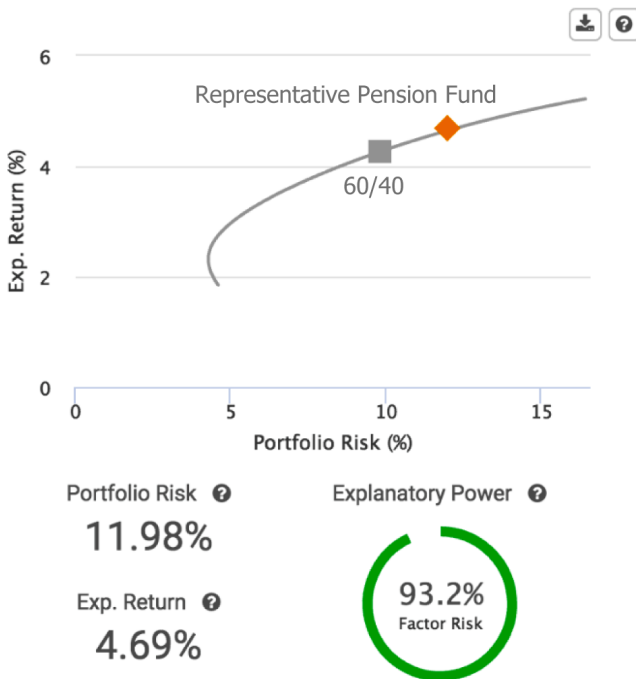 6
Representative Pension Fund
4
60/40
Exp. Return (%)
2
0
0 5 10 15
Portfolio Risk (%)
Portfolio Risk ?
11.98%
Explanatory Power ?
Exp. Return ?
4.69%
93.2%
Factor Risk
?